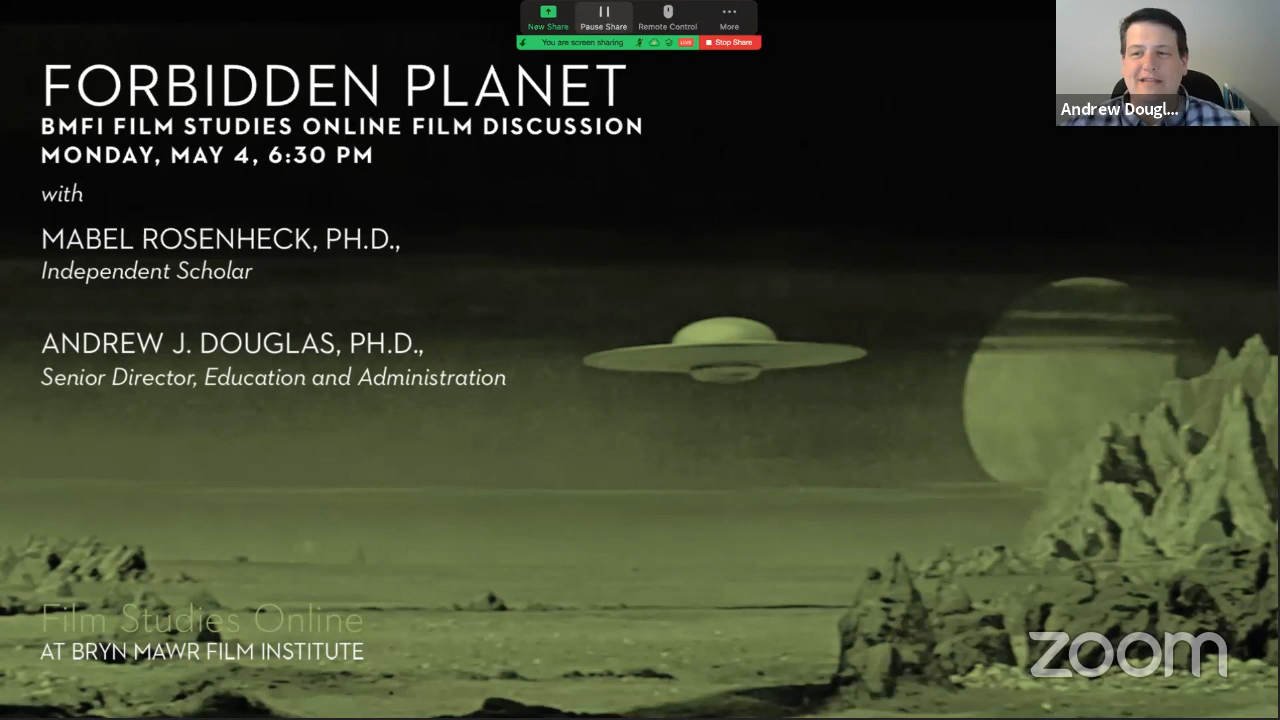 New Share
Pause Share
Remote Control
More
You are screen sharing
LIVE
Stop Share
Andrew Dougl...
FORBIDDEN PLANET
BMFI FILM STUDIES ONLINE FILM DISCUSSION
MONDAY, MAY 4, 6:30 PM
with
MABEL ROSENHECK, PH.D.,
Independent Scholar
ANDREW J. DOUGLAS, PH.D.,
Senior Director, Education and Administration
Film Studies Online
AT BRYN MAWR FILM INSTITUTE
zoom